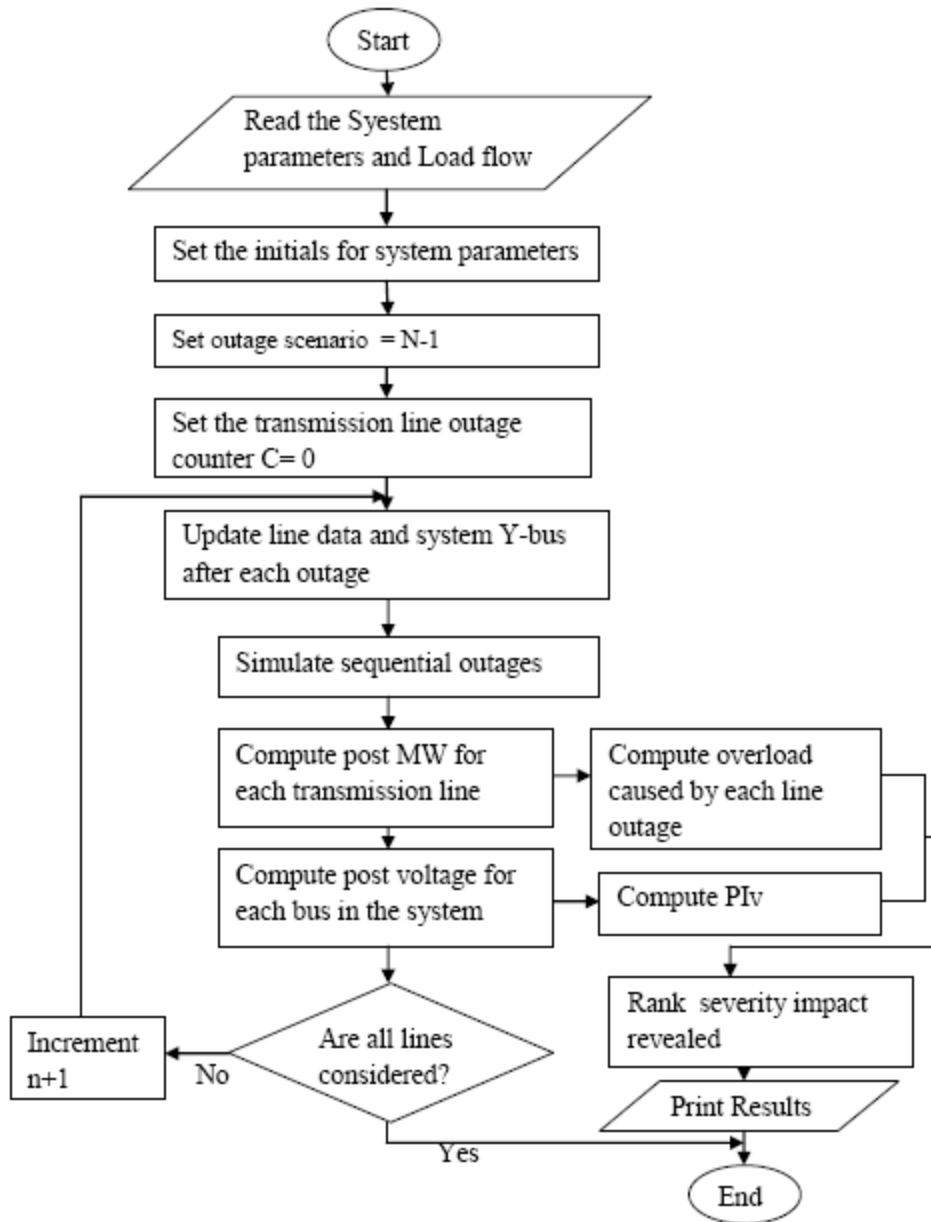 Start
Read the Syestem
parameters and Load flow
Set the initials for system parameters
Set outage scenario = N-1
Set the transmission line outage
counter C= 0
Update line data and system Y-bus
after each outage
Simulate sequential outages
Compute post MW for
each transmission line
Compute overload
caused by each line
outage
Compute post voltage for
each bus in the system
Compute PIv
Rank severity impact
revealed
Are all lines
considered?
Increment
n+1
No
Print Results
Yes
End